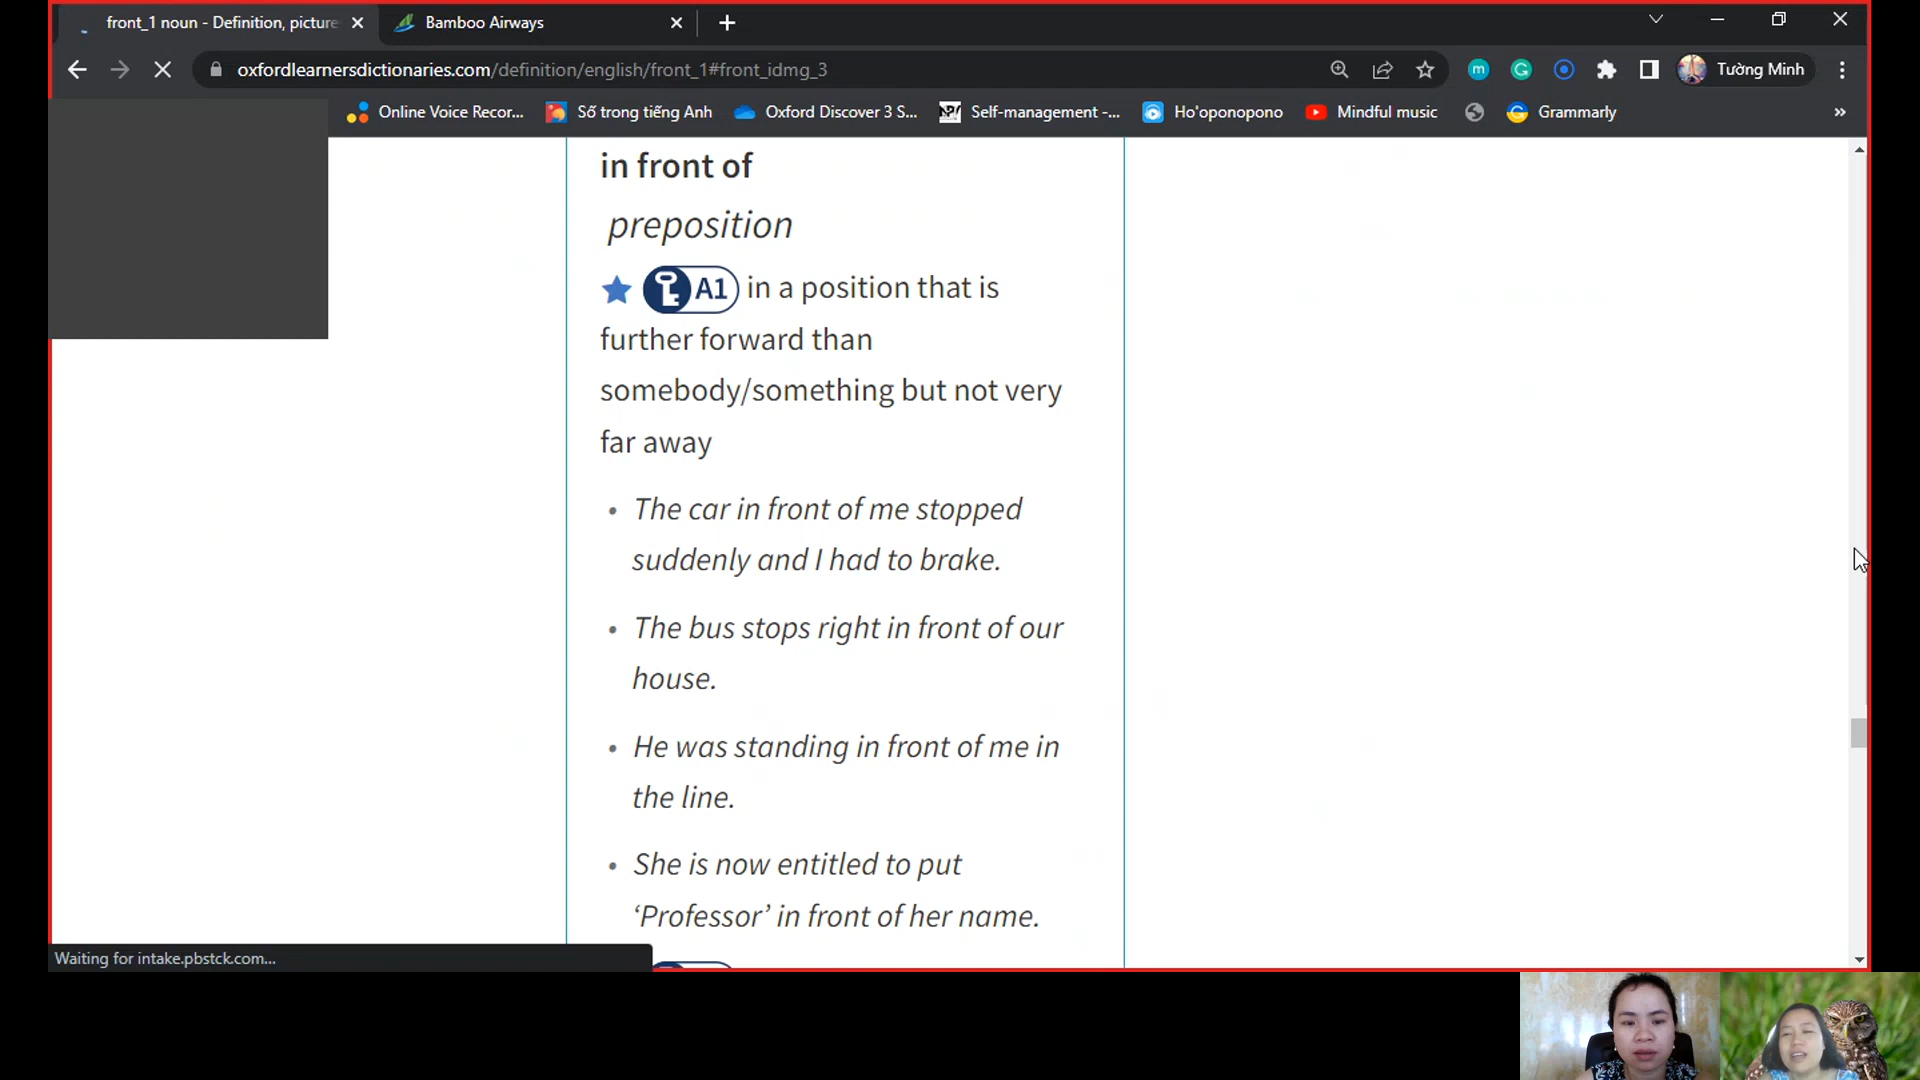 front_1 noun - Definition, picture
Bamboo Airways
oxfordlearnersdictionaries.com/definition/english/front_1#front_idmg_3
Tường Minh
Online Voice Recor...
Số trong tiếng Anh
Oxford Discover 3 S...
Self-management -...
Ho'oponopono
Mindful music
Grammarly
in front of
preposition
A1 in a position that is
further forward than
somebody/something but not very
far away
• The car in front of me stopped
suddenly and I had to brake.
• The bus stops right in front of our
house.
• He was standing in front of me in
the line.
• She is now entitled to put
‘Professor’ in front of her name.
Waiting for intake.pbstck.com...